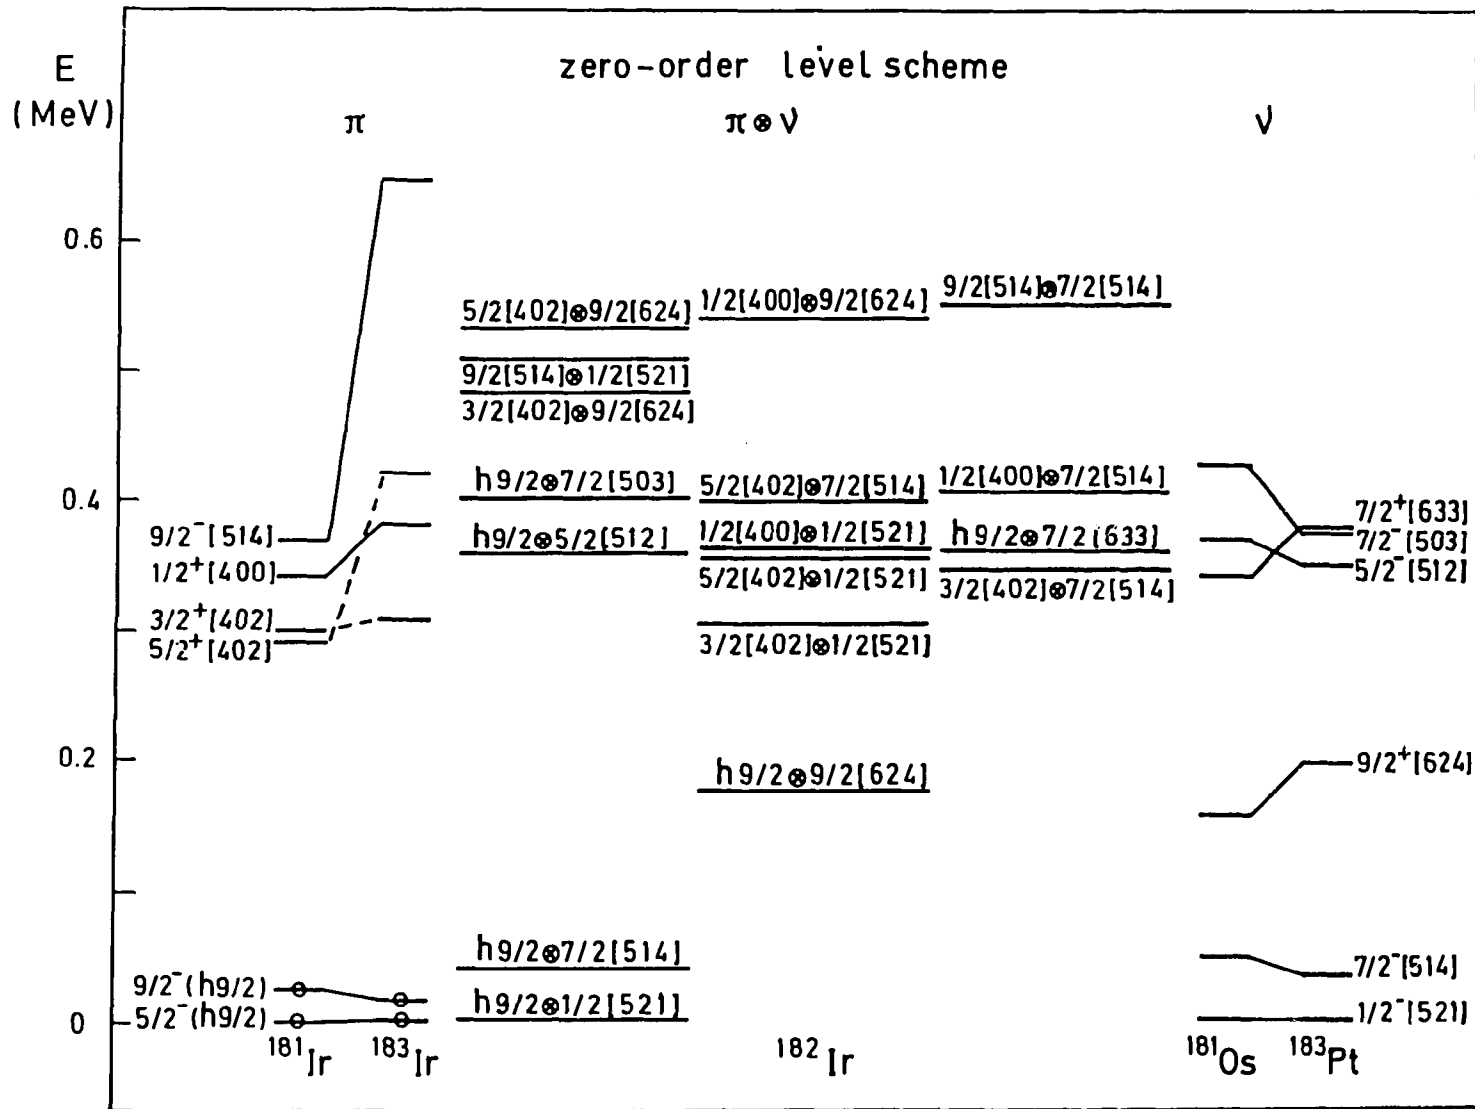 zero-order level scheme
E
(MeV)
π
π⊗ν
ν
0.6
0.4
0.2
0
9/2⁻[514]
1/2⁺[400]
3/2⁺[402]
5/2⁺[402]
9/2⁻(h9/2)
5/2⁻(h9/2)
5/2[402]⊗9/2[624]
9/2[514]⊗1/2[521]
3/2[402]⊗9/2[624]
h9/2⊗7/2[503]
h9/2⊗5/2[512]
h9/2⊗7/2[514]
h9/2⊗1/2[521]
1/2[400]⊗9/2[624]
5/2[402]⊗7/2[514]
1/2[400]⊗1/2[521]
5/2[402]⊗1/2[521]
3/2[402]⊗1/2[521]
h9/2⊗9/2[624]
9/2[514]⊗7/2[514]
1/2[400]⊗7/2[514]
h9/2⊗7/2[633]
3/2[402]⊗7/2[514]
7/2⁺[633]
7/2⁻[503]
5/2⁻[512]
9/2⁺[624]
7/2⁻[514]
1/2⁻[521]
¹⁸¹Ir ¹⁸³Ir ¹⁸²Ir ¹⁸¹Os ¹⁸³Pt